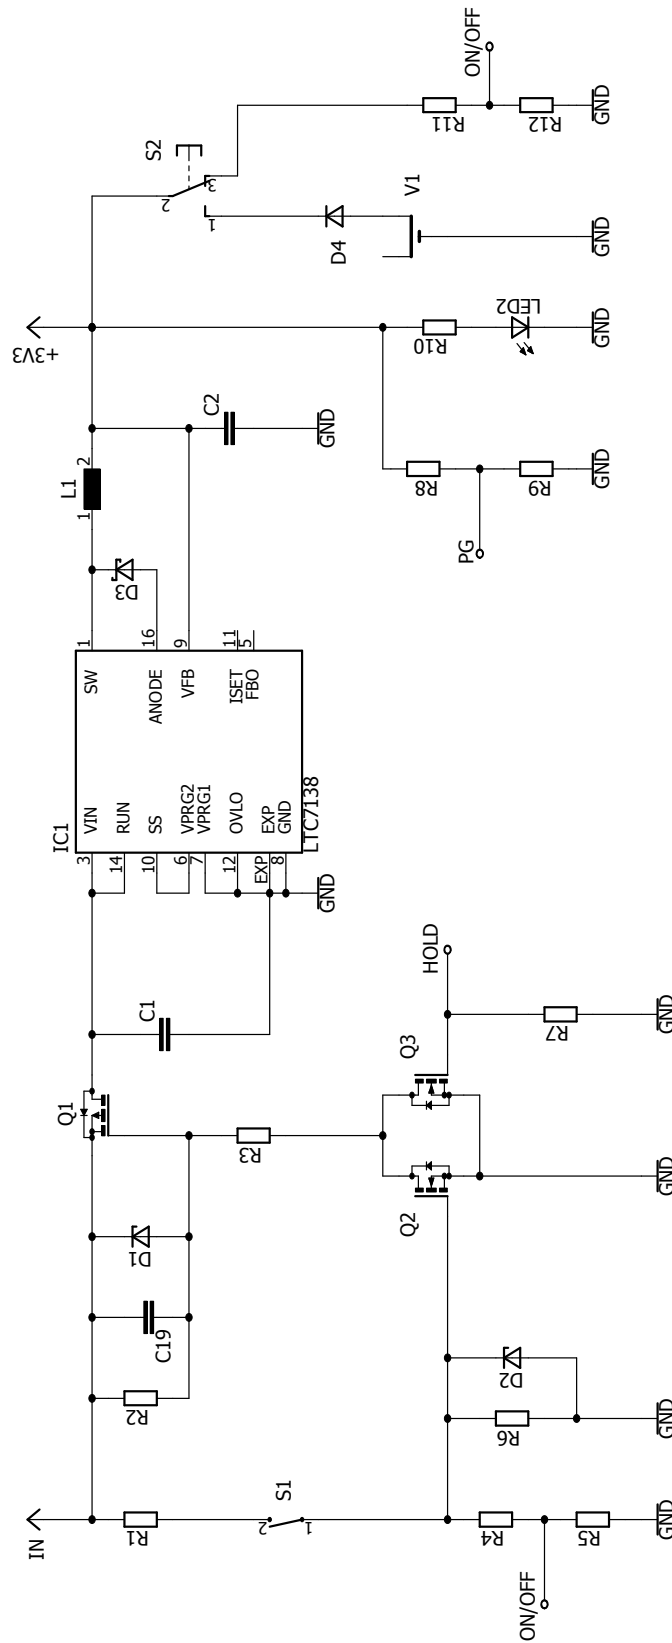 IN
R1
S1
2
1
R4
R5
GND
ON/OFF
R2
C19
D1
R6
D2
GND
Q1
R3
Q2
Q3
GND
HOLD
R7
GND
C1
IC1
VIN
RUN
SS
VPRG2
VPRG1
OVLO
EXP
GND
3
14
10
6
7
12
EXP
8
GND
SW
ANODE
VFB
ISET
FBO
1
16
9
11
5
LTC7138
D3
L1
1
2
C2
GND
+3V3
PG
R8
R9
GND
R10
LED2
GND
S2
2
1
3
D4
V1
GND
R11
R12
ON/OFF
GND